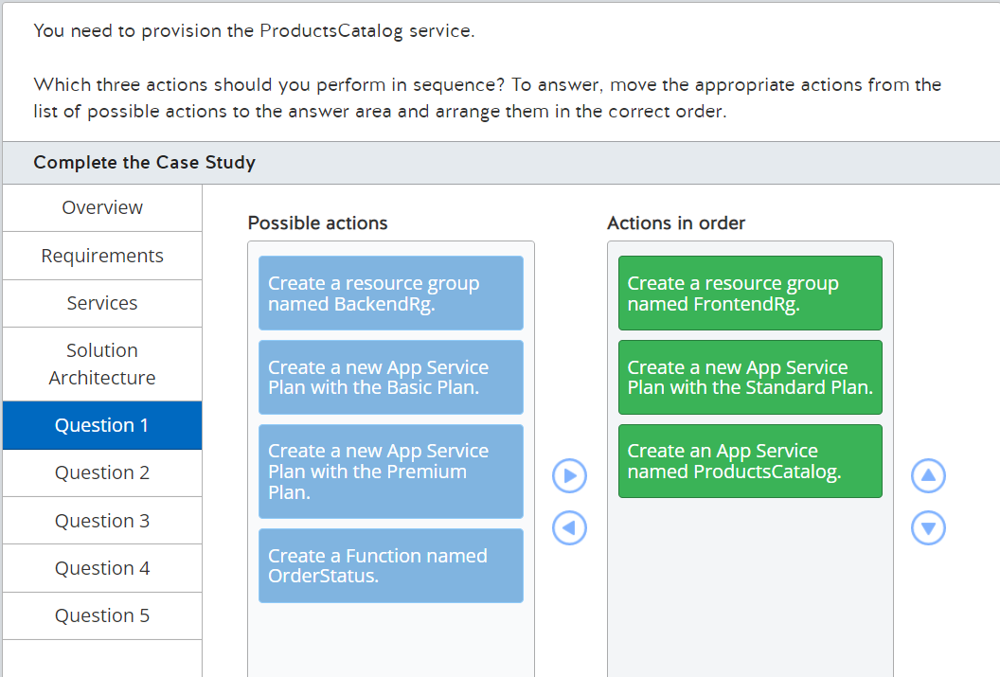 You need to provision the ProductsCatalog service.
Which three actions should you perform in sequence? To answer, move the appropriate actions from the
list of possible actions to the answer area and arrange them in the correct order.
Complete the Case Study
Overview
Requirements
Services
Solution
Architecture
Question 1
Question 2
Question 3
Question 4
Question 5
Possible actions
Create a resource group
named BackendRg.
Create a new App Service
Plan with the Basic Plan.
Create a new App Service
Plan with the Premium
Plan.
Create a Function named
OrderStatus.
Actions in order
Create a resource group
named FrontendRg.
Create a new App Service
Plan with the Standard Plan.
Create an App Service
named ProductsCatalog.